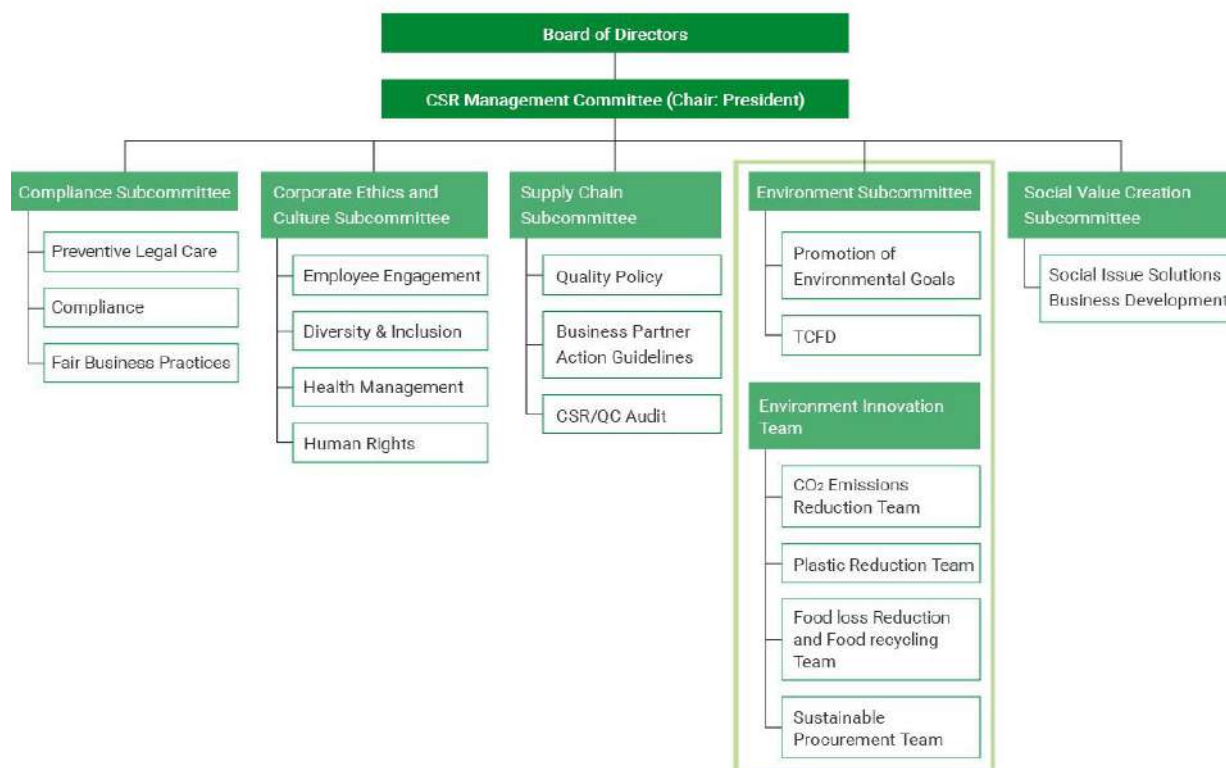 Board of Directors
CSR Management Committee (Chair: President)
Compliance Subcommittee
Preventive Legal Care
Compliance
Fair Business Practices
Corporate Ethics and
Culture Subcommittee
Employee Engagement
Diversity & Inclusion
Health Management
Human Rights
Supply Chain
Subcommittee
Quality Policy
Business Partner
Action Guidelines
CSR/QC Audit
Environment Subcommittee
Promotion of
Environmental Goals
TCFD
Environment Innovation
Team
CO₂ Emissions
Reduction Team
Plastic Reduction Team
Food loss Reduction
and Food recycling
Team
Sustainable
Procurement Team
Social Value Creation
Subcommittee
Social Issue Solutions
Business Development